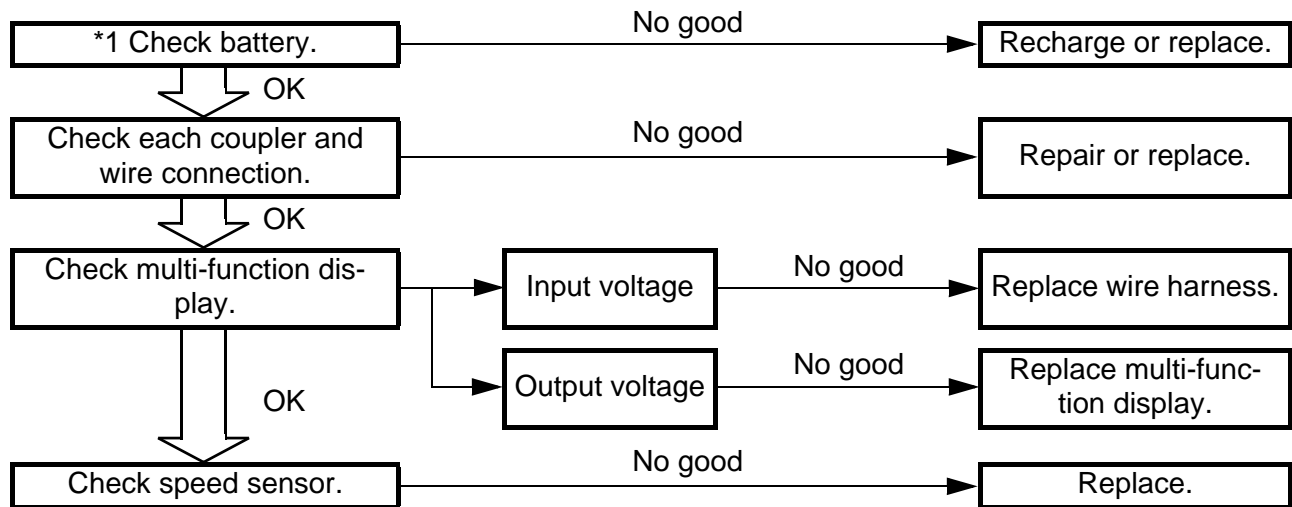 *1 Check battery.
No good
Recharge or replace.
OK
Check each coupler and
wire connection.
No good
Repair or replace.
OK
Check multi-function dis-
play.
Input voltage
No good
Replace wire harness.
Output voltage
No good
Replace multi-func-
tion display.
OK
Check speed sensor.
No good
Replace.